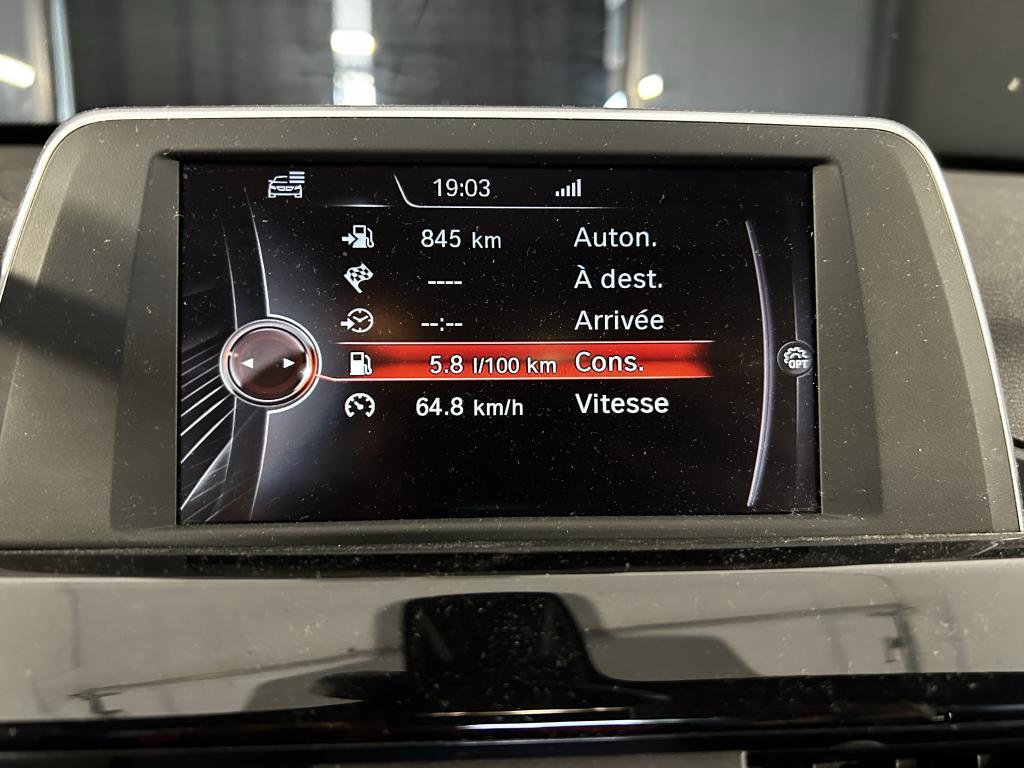 19:03
845 km Auton.
---- À dest.
--:-- Arrivée
5.8 l/100 km Cons.
OPT
64.8 km/h Vitesse